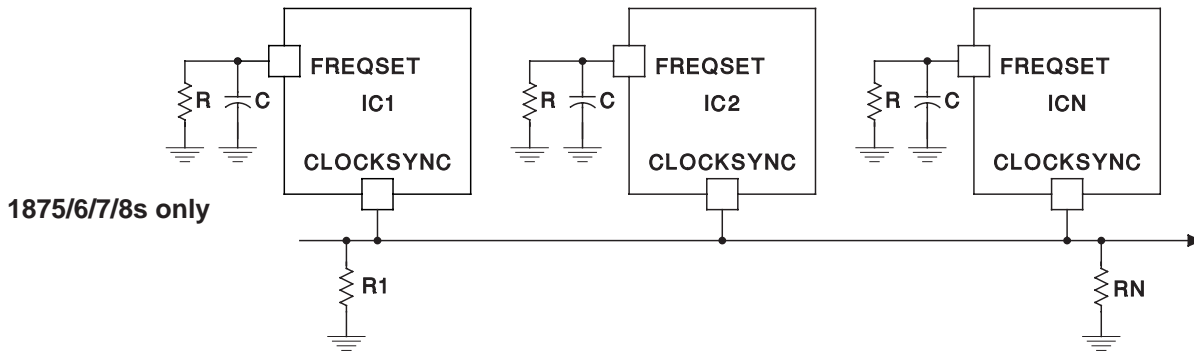 FREQSET
R
C
IC1
CLOCKSYNC
FREQSET
R
C
IC2
CLOCKSYNC
FREQSET
R
C
ICN
CLOCKSYNC
1875/6/7/8s only
R1
RN